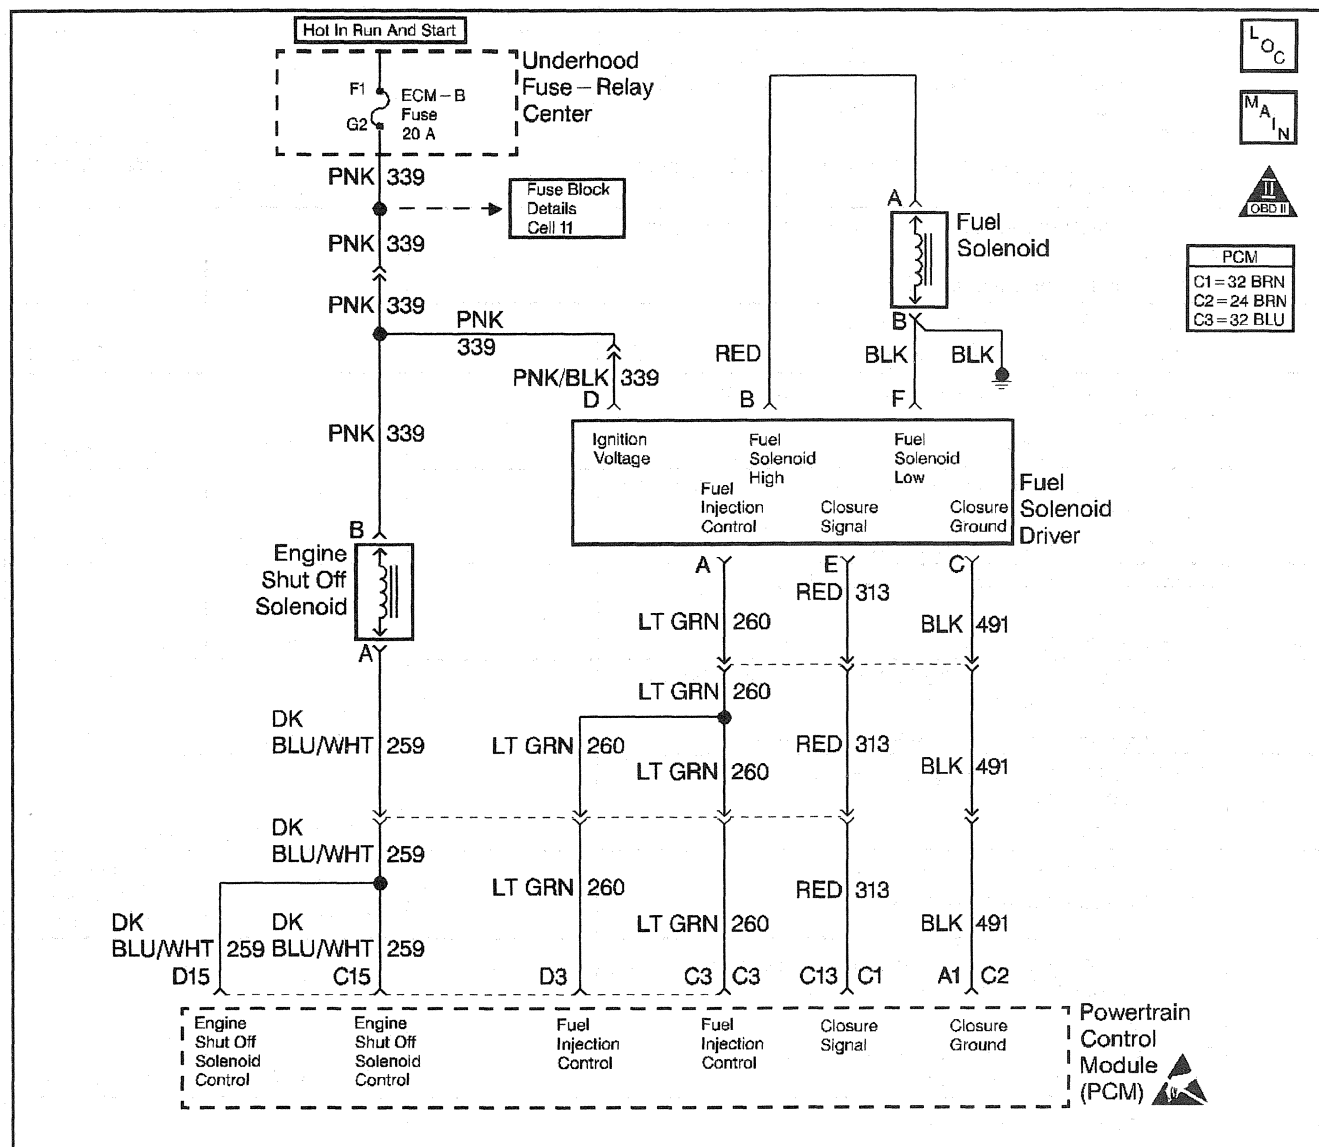 Hot In Run And Start
Underhood
Fuse – Relay
Center
F1
ECM – B
Fuse
20 A
G2
L
O
C
M
A
I
N
II
OBD II
PCM
C1 = 32 BRN
C2 = 24 BRN
C3 = 32 BLU
PNK 339
Fuse Block
Details
Cell 11
PNK 339
PNK 339
PNK
339
PNK/BLK 339
D
PNK 339
A
Fuel
Solenoid
B
RED
BLK
BLK
B
F
Ignition
Voltage
Fuel
Solenoid
High
Fuel
Solenoid
Low
Fuel
Injection
Control
Closure
Signal
Closure
Ground
Fuel
Solenoid
Driver
B
Engine
Shut Off
Solenoid
A
A
E
C
RED 313
LT GRN 260
BLK 491
LT GRN 260
DK
BLU/WHT 259
LT GRN 260
LT GRN 260
RED 313
BLK 491
DK
BLU/WHT 259
LT GRN 260
RED 313
DK
BLU/WHT 259
DK
BLU/WHT 259
LT GRN 260
BLK 491
D15
C15
D3
C3 C3
C13 C1
A1 C2
Engine
Shut Off
Solenoid
Control
Engine
Shut Off
Solenoid
Control
Fuel
Injection
Control
Fuel
Injection
Control
Closure
Signal
Closure
Ground
Powertrain
Control
Module
(PCM)